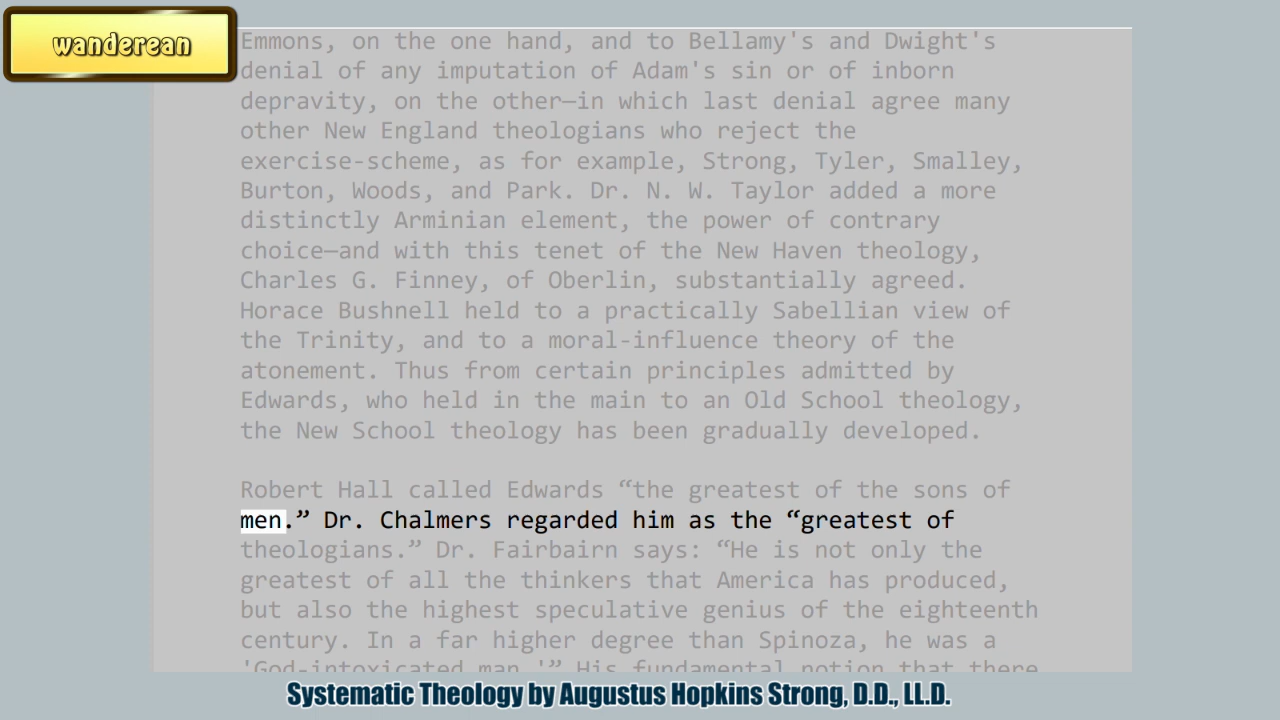 wanderean
Emmons, on the one hand, and to Bellamy's and Dwight's
denial of any imputation of Adam's sin or of inborn
depravity, on the other—in which last denial agree many
other New England theologians who reject the
exercise-scheme, as for example, Strong, Tyler, Smalley,
Burton, Woods, and Park. Dr. N. W. Taylor added a more
distinctly Arminian element, the power of contrary
choice—and with this tenet of the New Haven theology,
Charles G. Finney, of Oberlin, substantially agreed.
Horace Bushnell held to a practically Sabellian view of
the Trinity, and to a moral-influence theory of the
atonement. Thus from certain principles admitted by
Edwards, who held in the main to an Old School theology,
the New School theology has been gradually developed.
Robert Hall called Edwards “the greatest of the sons of
men.” Dr. Chalmers regarded him as the “greatest of
theologians.” Dr. Fairbairn says: “He is not only the
greatest of all the thinkers that America has produced,
but also the highest speculative genius of the eighteenth
century. In a far higher degree than Spinoza, he was a
'God-intoxicated man.'” His fundamental notion that there
Systematic Theology by Augustus Hopkins Strong, D.D., LL.D.